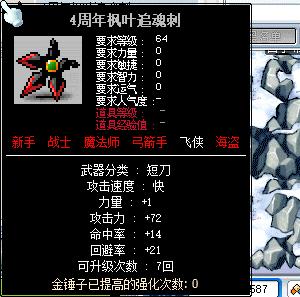 4周年枫叶追魂刺
要求等级: 64
要求力量: 0
要求敏捷: -
要求智力: 0
要求运气: 0
要求人气度: -
道具等级: -
道具经验值: -
新手 战士 魔法师 弓箭手 飞侠 海盗
武器分类: 短刀
攻击速度: 快
力量: +1
攻击力: +72
命中率: +14
回避率: +21
可升级次数: 7回
金锤子已提高的强化次数: 0
587